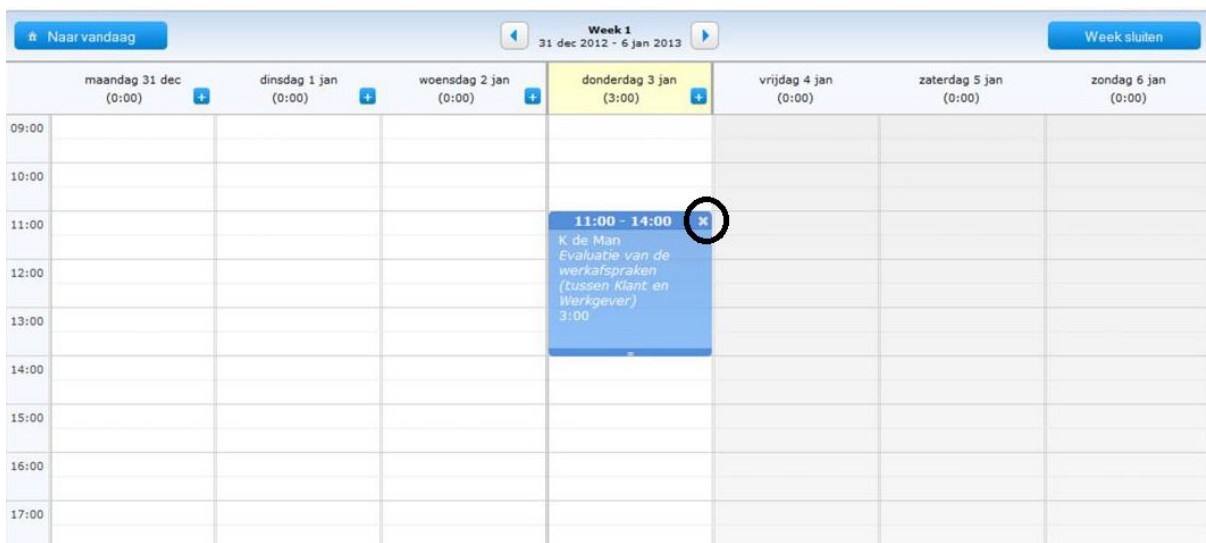 Naar vandaag
Week 1
31 dec 2012 - 6 jan 2013
Week sluiten
maandag 31 dec
(0:00)
dinsdag 1 jan
(0:00)
woensdag 2 jan
(0:00)
donderdag 3 jan
(3:00)
vrijdag 4 jan
(0:00)
zaterdag 5 jan
(0:00)
zondag 6 jan
(0:00)
09:00
10:00
11:00
11:00 - 14:00
K de Man
Evaluatie van de
werkafspraken
(tussen Klant en
Werkgever)
3:00
12:00
13:00
14:00
15:00
16:00
17:00